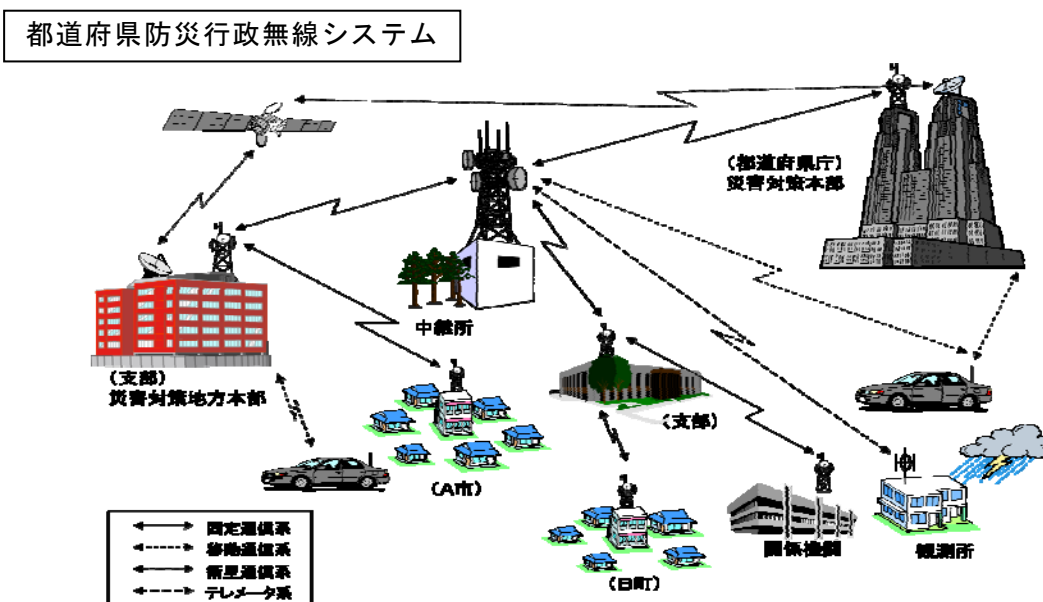 都道府県防災行政無線システム
(都道府県庁)
災害対策本部
中継所
(支部)
災害対策地方本部
(支部)
(A市)
(B町)
関係機関
観測所
固定通信系
移動通信系
衛星通信系
テレメータ系